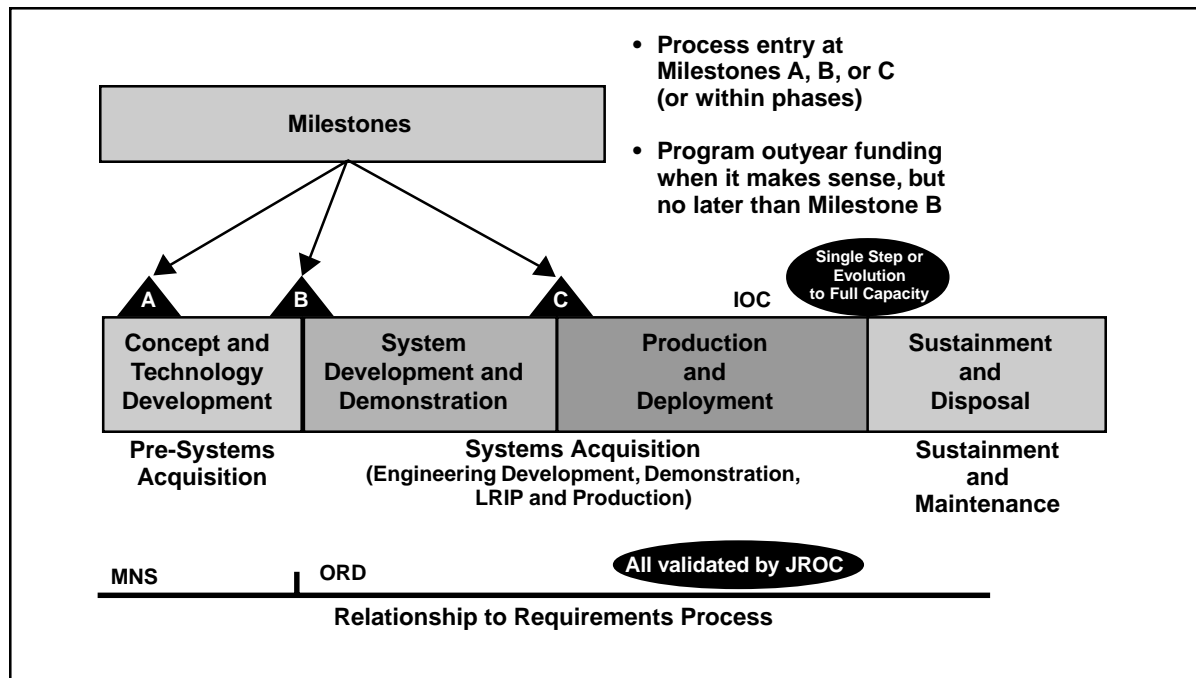 • Process entry at
Milestones A, B, or C
(or within phases)
• Program outyear funding
when it makes sense, but
no later than Milestone B
Milestones
A
B
C
IOC
Single Step or
Evolution
to Full Capacity
Concept and
Technology
Development
System
Development and
Demonstration
Production
and
Deployment
Sustainment
and
Disposal
Pre-Systems
Acquisition
Systems Acquisition
(Engineering Development, Demonstration,
LRIP and Production)
Sustainment
and
Maintenance
MNS
ORD
All validated by JROC
Relationship to Requirements Process